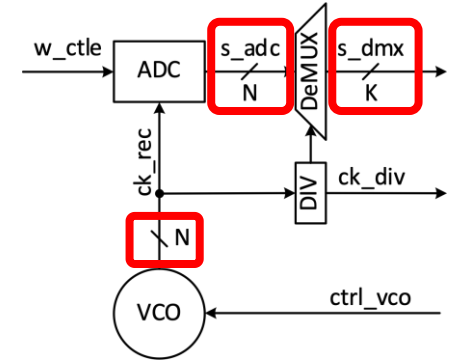 w_ctle
ADC
s_adc
N
DeMUX
s_dmx
K
ck_rec
DIV
ck_div
N
VCO
ctrl_vco